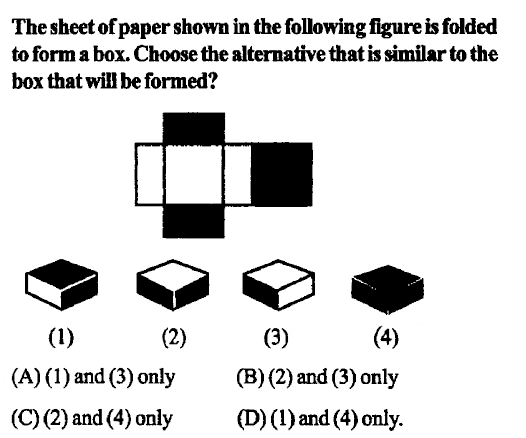 The sheet of paper shown in the following figure is folded
to form a box. Choose the alternative that is similar to the
box that will be formed?
(1) (2) (3) (4)
(A) (1) and (3) only (B) (2) and (3) only
(C) (2) and (4) only (D) (1) and (4) only.